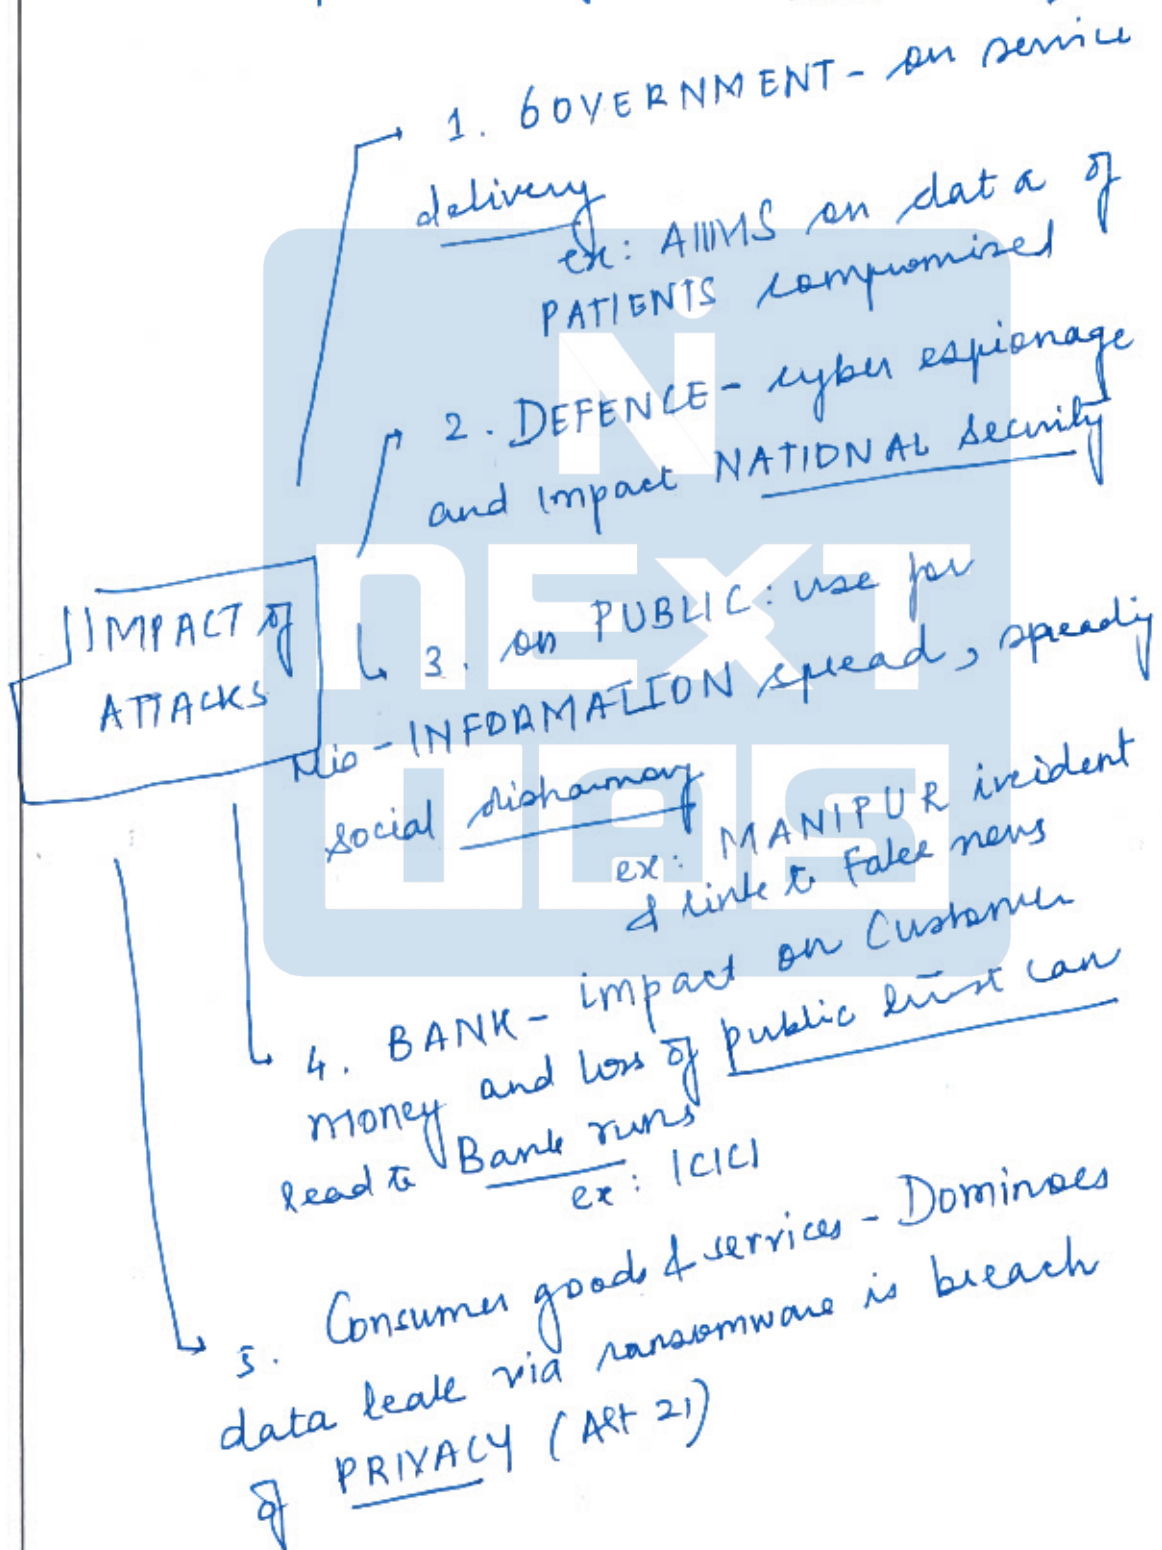 1. GOVERNMENT - on service
delivery
ex: AIIMS on data of
PATIENTS compromised
2. DEFENCE - cyber espionage
and impact NATIONAL security
IMPACT of
ATTACKS
3. on PUBLIC: use for
Mis-INFORMATION spread, spreading
social disharmony
ex: MANIPUR incident
& link to Fake news
4. BANK - impact on Customer
money and loss of public trust can
lead to Bank runs
ex: ICICI
5. Consumer goods & services - Dominoes
data leak via ransomware is breach
of PRIVACY (Art 21)
NEXT
IAS